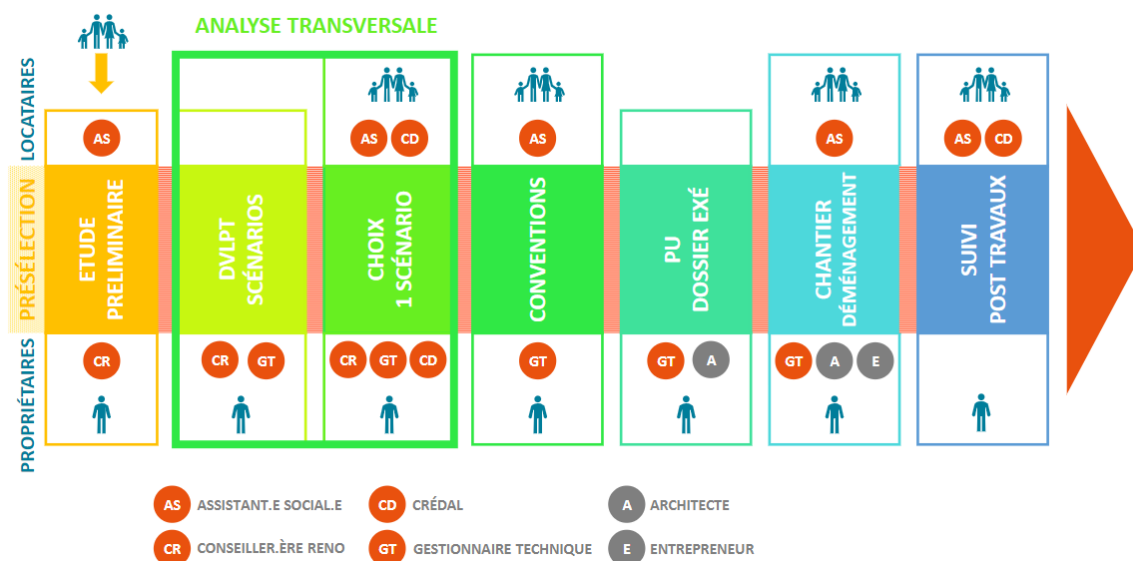 ANALYSE TRANSVERSALE
LOCATAIRES
PRÉSÉLECTION
PROPRIÉTAIRES
AS
ETUDE
PRELIMINAIRE
CR
DVLPT
SCÉNARIOS
CR GT
AS CD
CHOIX
1 SCÉNARIO
CR GT CD
AS
CONVENTIONS
GT
PU
DOSSIER EXÉ
GT A
AS
CHANTIER
DÉMÉNAGEMENT
GT A E
AS CD
SUIVI
POST TRAVAUX
AS ASSISTANT.E SOCIAL.E
CD CRÉDAL
A ARCHITECTE
CR CONSEILLER.ÈRE RENO
GT GESTIONNAIRE TECHNIQUE
E ENTREPRENEUR